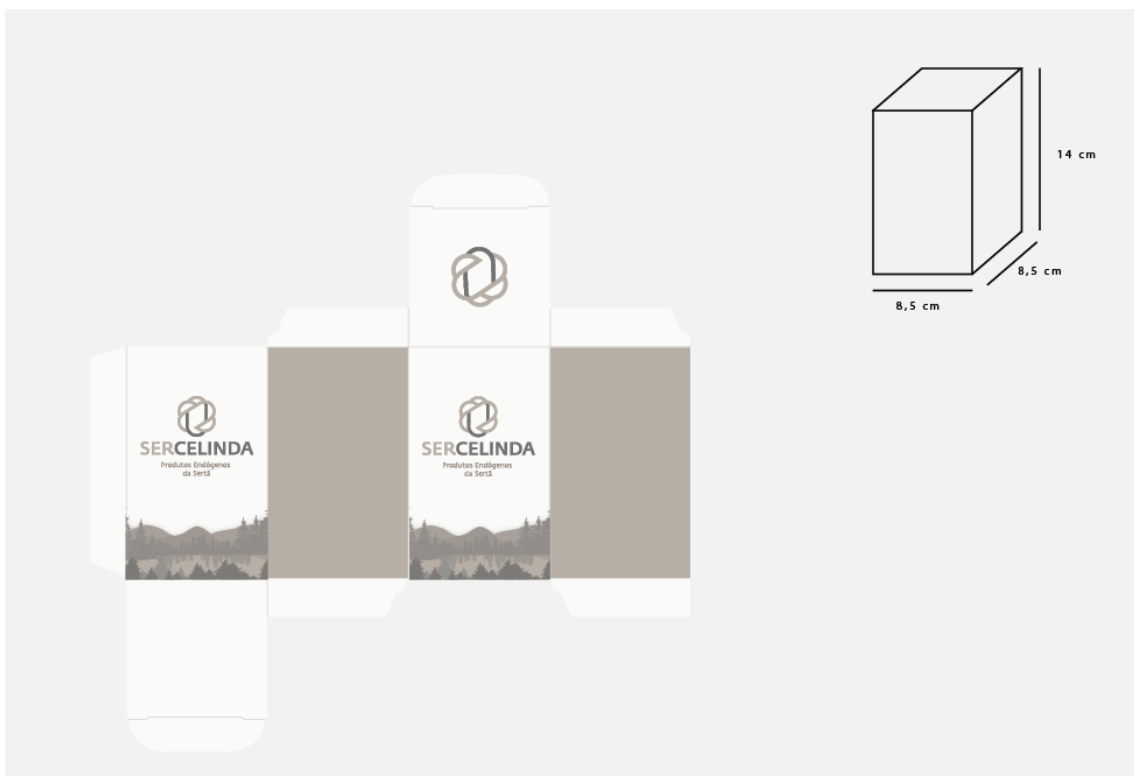 14 cm
8,5 cm
8,5 cm
SERCELINDA
Produtos Endógenos
da Sertã
SERCELINDA
Produtos Endógenos
da Sertã